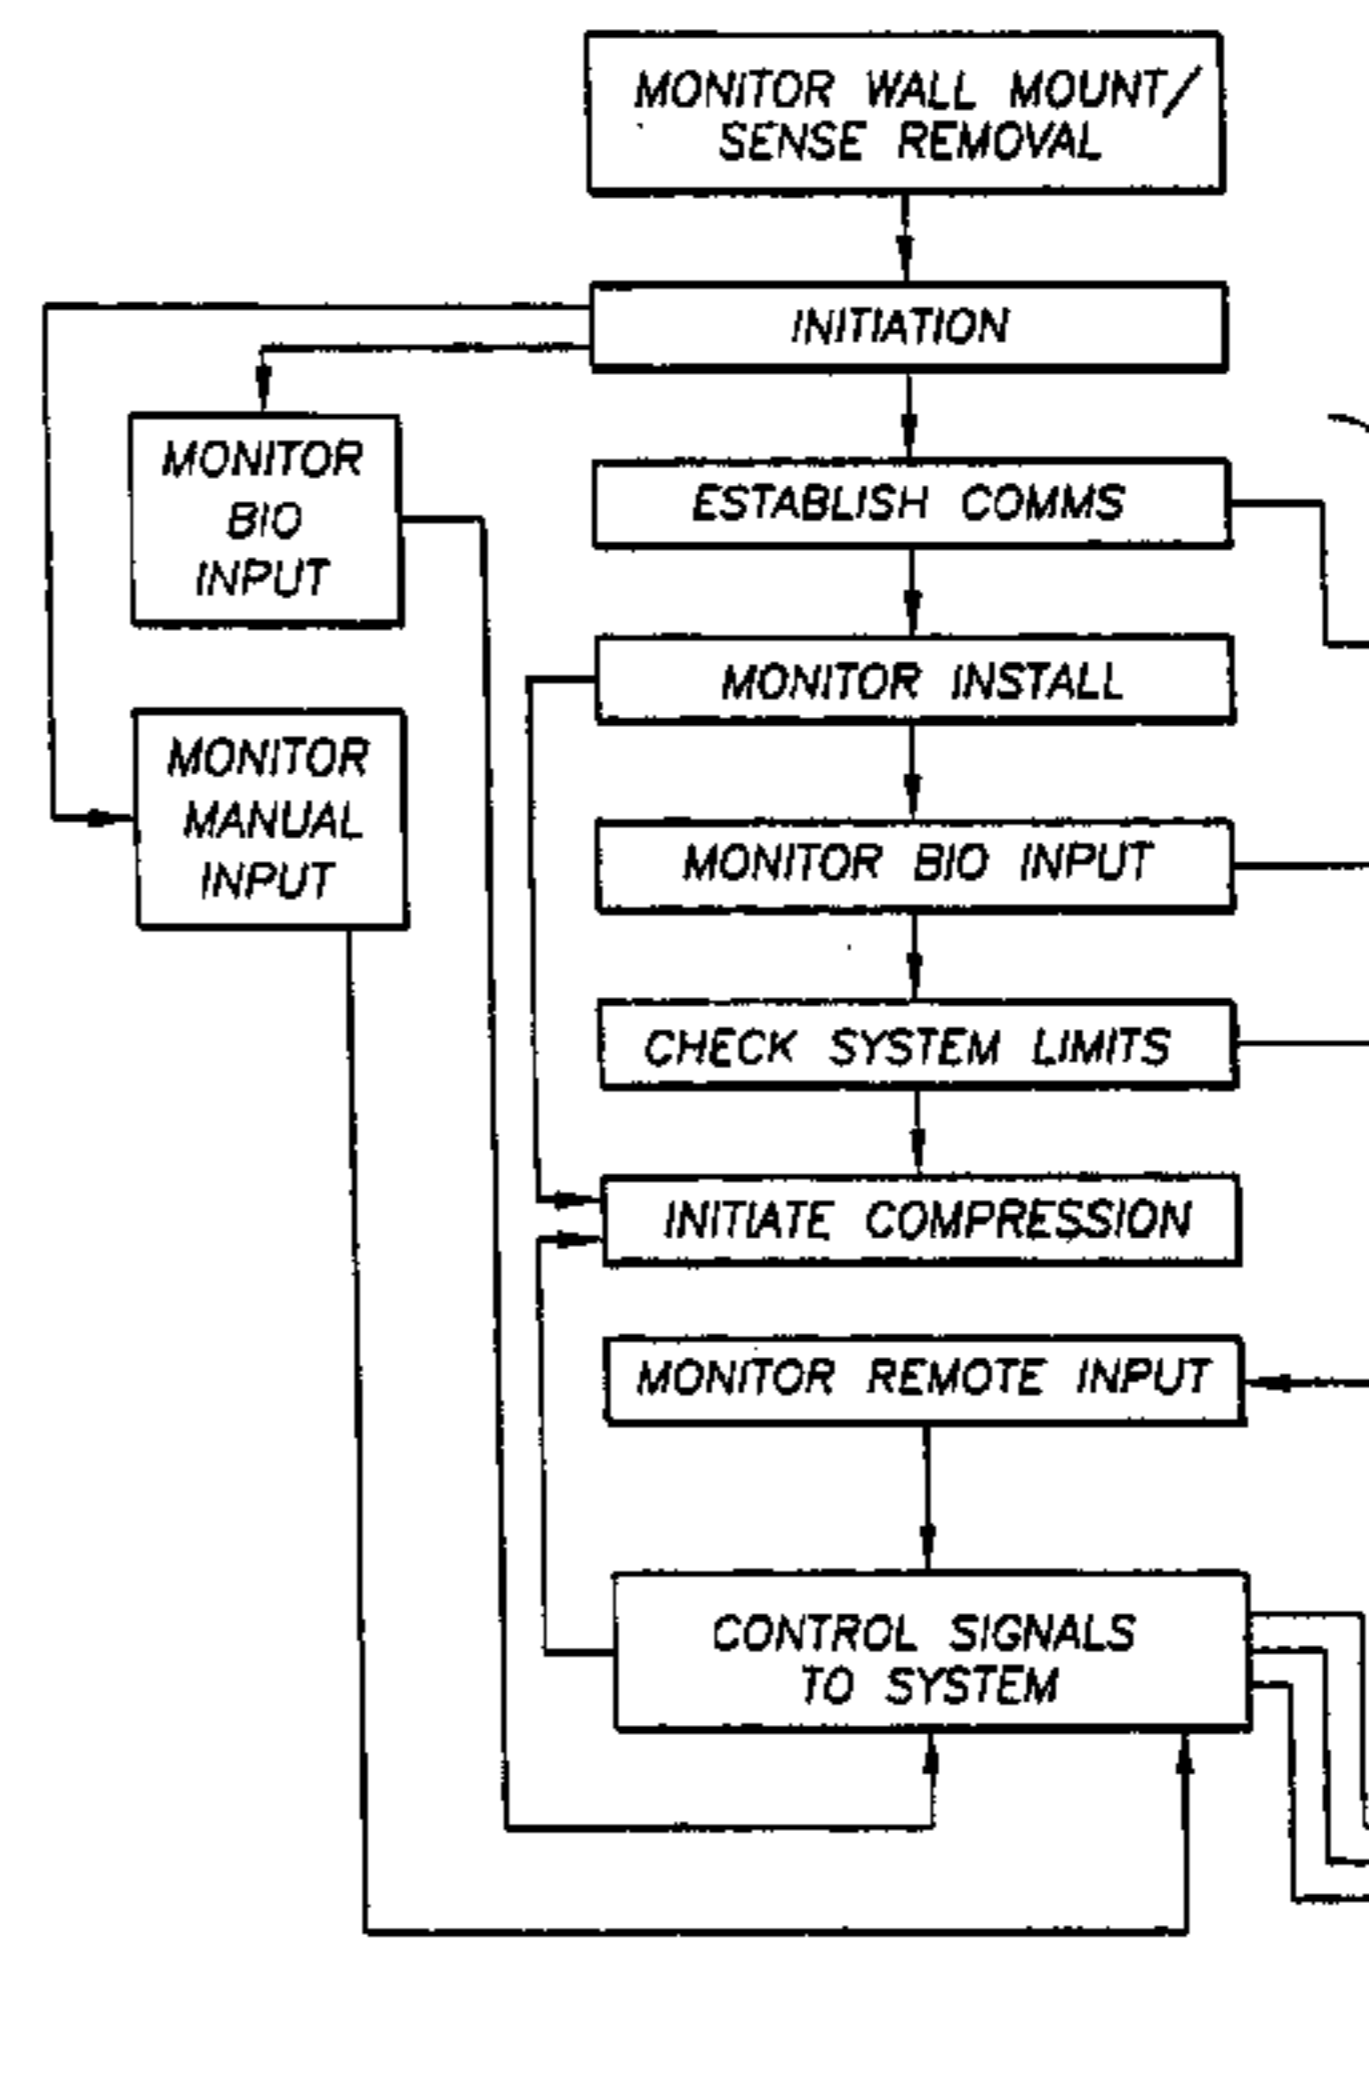 MONITOR WALL MOUNT/
SENSE REMOVAL
INITIATION
MONITOR
BIO
INPUT
ESTABLISH COMMS
MONITOR INSTALL
MONITOR
MANUAL
INPUT
MONITOR BIO INPUT
CHECK SYSTEM LIMITS
INITIATE COMPRESSION
MONITOR REMOTE INPUT
CONTROL SIGNALS
TO SYSTEM